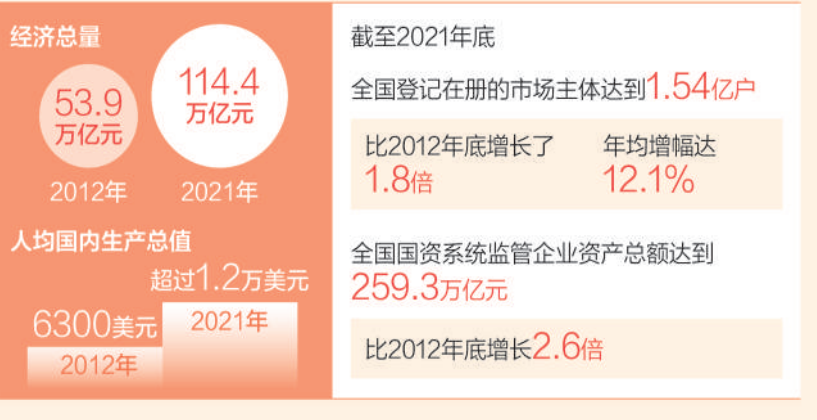 经济总量
53.9
万亿元
2012年
114.4
万亿元
2021年
人均国内生产总值
超过1.2万美元
6300美元
2021年
2012年
截至2021年底
全国登记在册的市场主体达到1.54亿户
比2012年底增长了
1.8倍
年均增幅达
12.1%
全国国资系统监管企业资产总额达到
259.3万亿元
比2012年底增长2.6倍